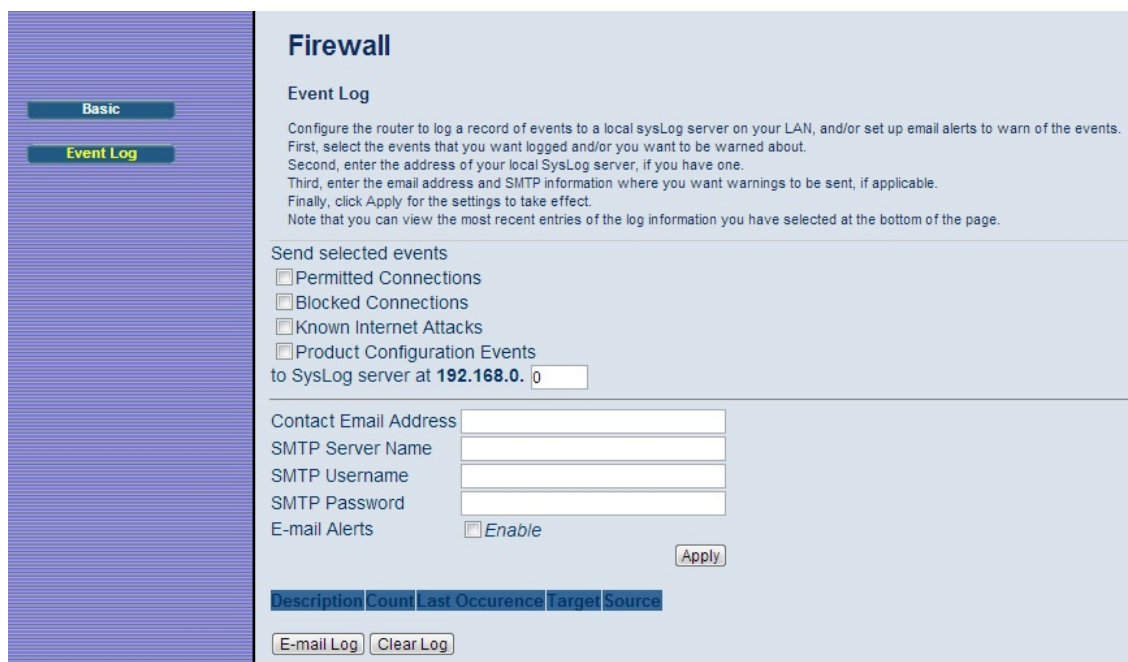 Firewall
Basic
Event Log
Event Log
Configure the router to log a record of events to a local sysLog server on your LAN, and/or set up email alerts to warn of the events.
First, select the events that you want logged and/or you want to be warned about.
Second, enter the address of your local SysLog server, if you have one.
Third, enter the email address and SMTP information where you want warnings to be sent, if applicable.
Finally, click Apply for the settings to take effect.
Note that you can view the most recent entries of the log information you have selected at the bottom of the page.
Send selected events
Permitted Connections
Blocked Connections
Known Internet Attacks
Product Configuration Events
to SysLog server at 192.168.0. 0
Contact Email Address
SMTP Server Name
SMTP Username
SMTP Password
E-mail Alerts Enable
Apply
Description Count Last Occurence Target Source
E-mail Log Clear Log